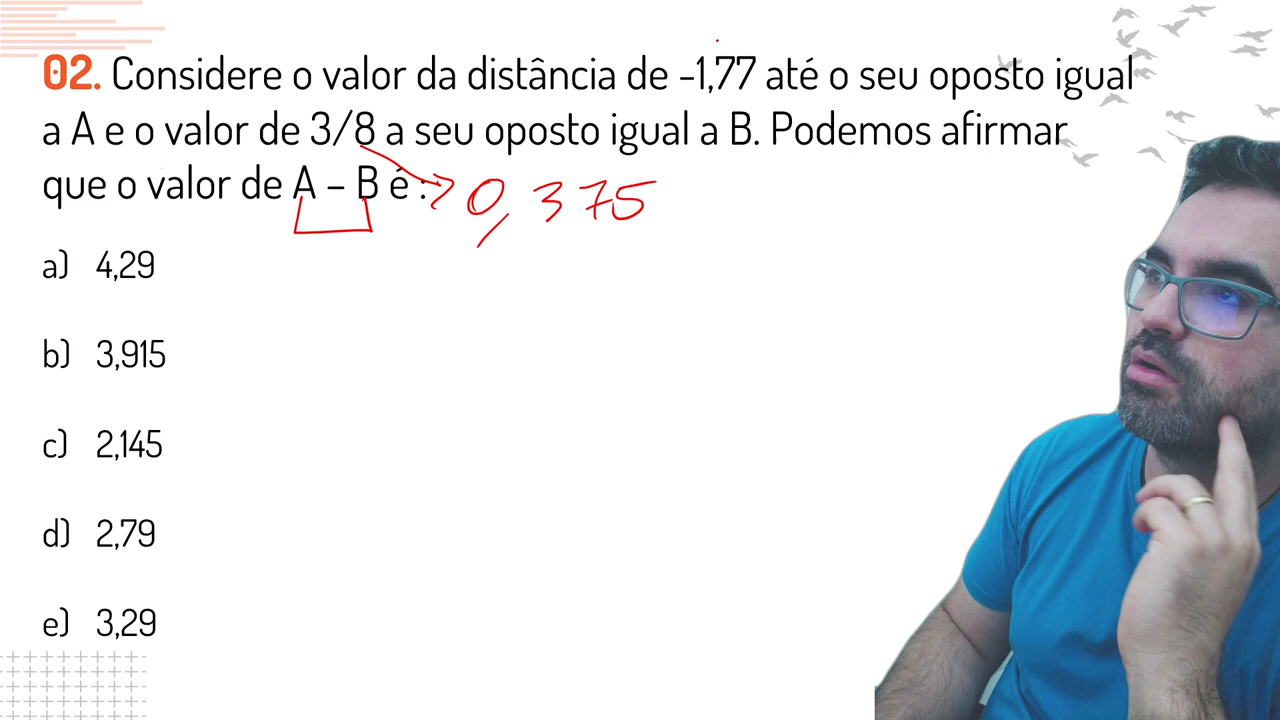 02. Considere o valor da distância de -1,77 até o seu oposto igual
a A e o valor de 3/8 a seu oposto igual a B. Podemos afirmar
que o valor de A – B é :
0,375
a) 4,29
b) 3,915
c) 2,145
d) 2,79
e) 3,29